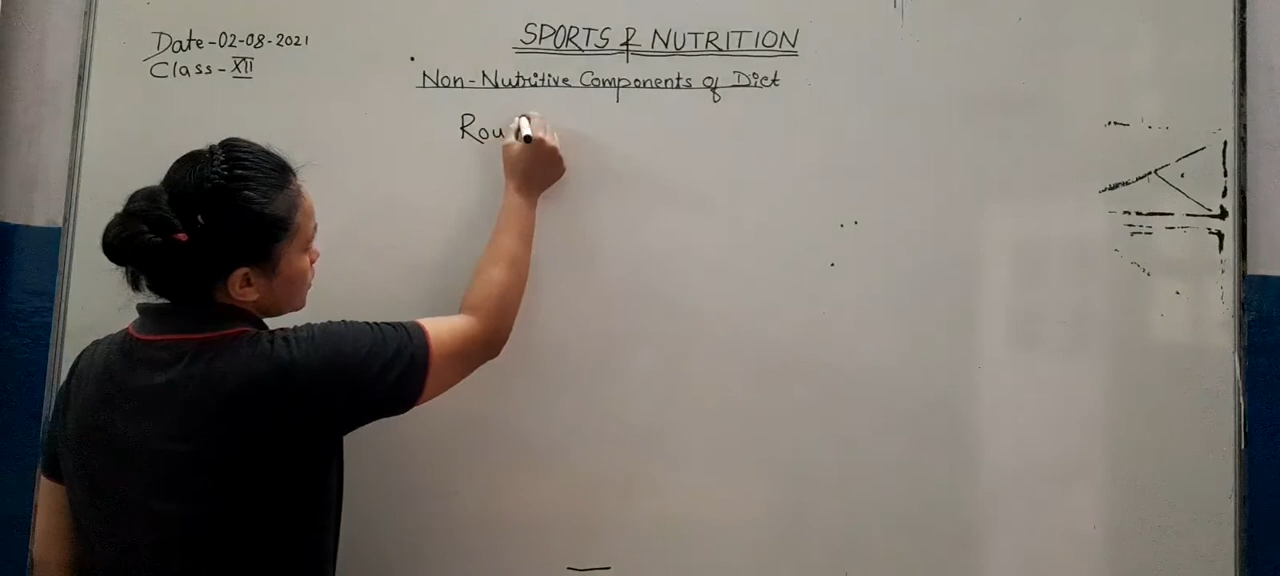 SPORTS & NUTRITION
Date-02-08-2021
Class-XII
Non-Nutritive Components of Diet
Rou